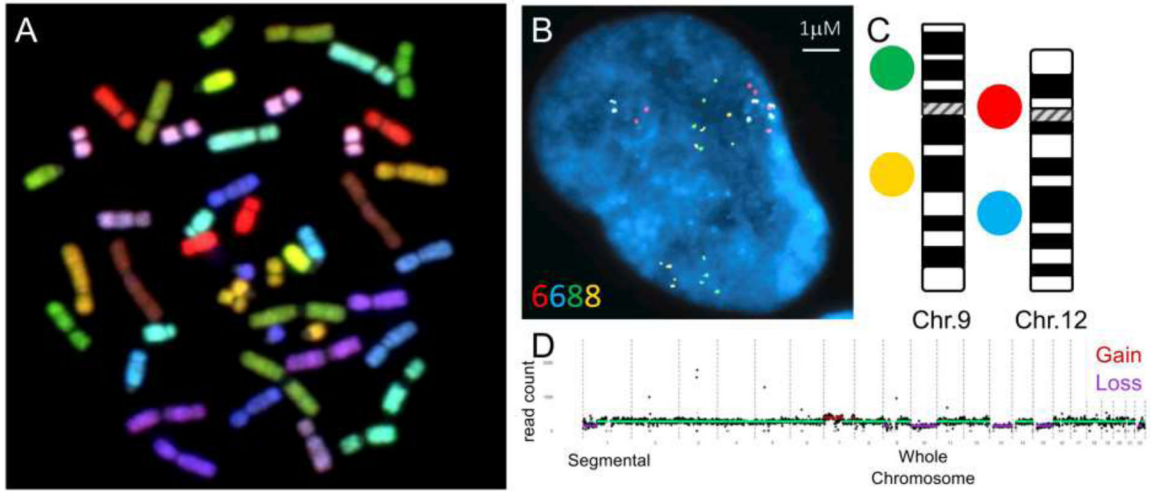 A
B
1μM
C
6688
Chr.9
Chr.12
D
Gain
Loss
read count
Segmental
Whole
Chromosome